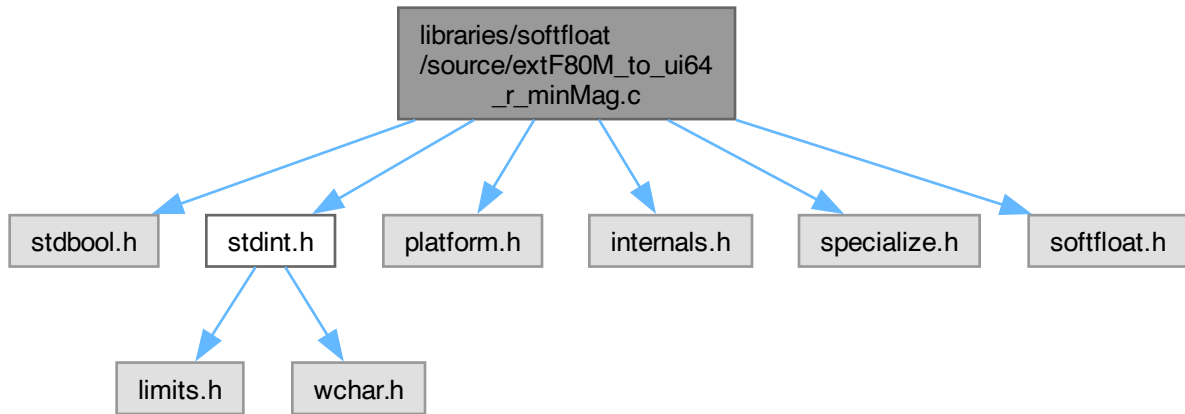 libraries/softfloat
/source/extF80M_to_ui64
_r_minMag.c
stdbool.h
stdint.h
platform.h
internals.h
specialize.h
softfloat.h
limits.h
wchar.h